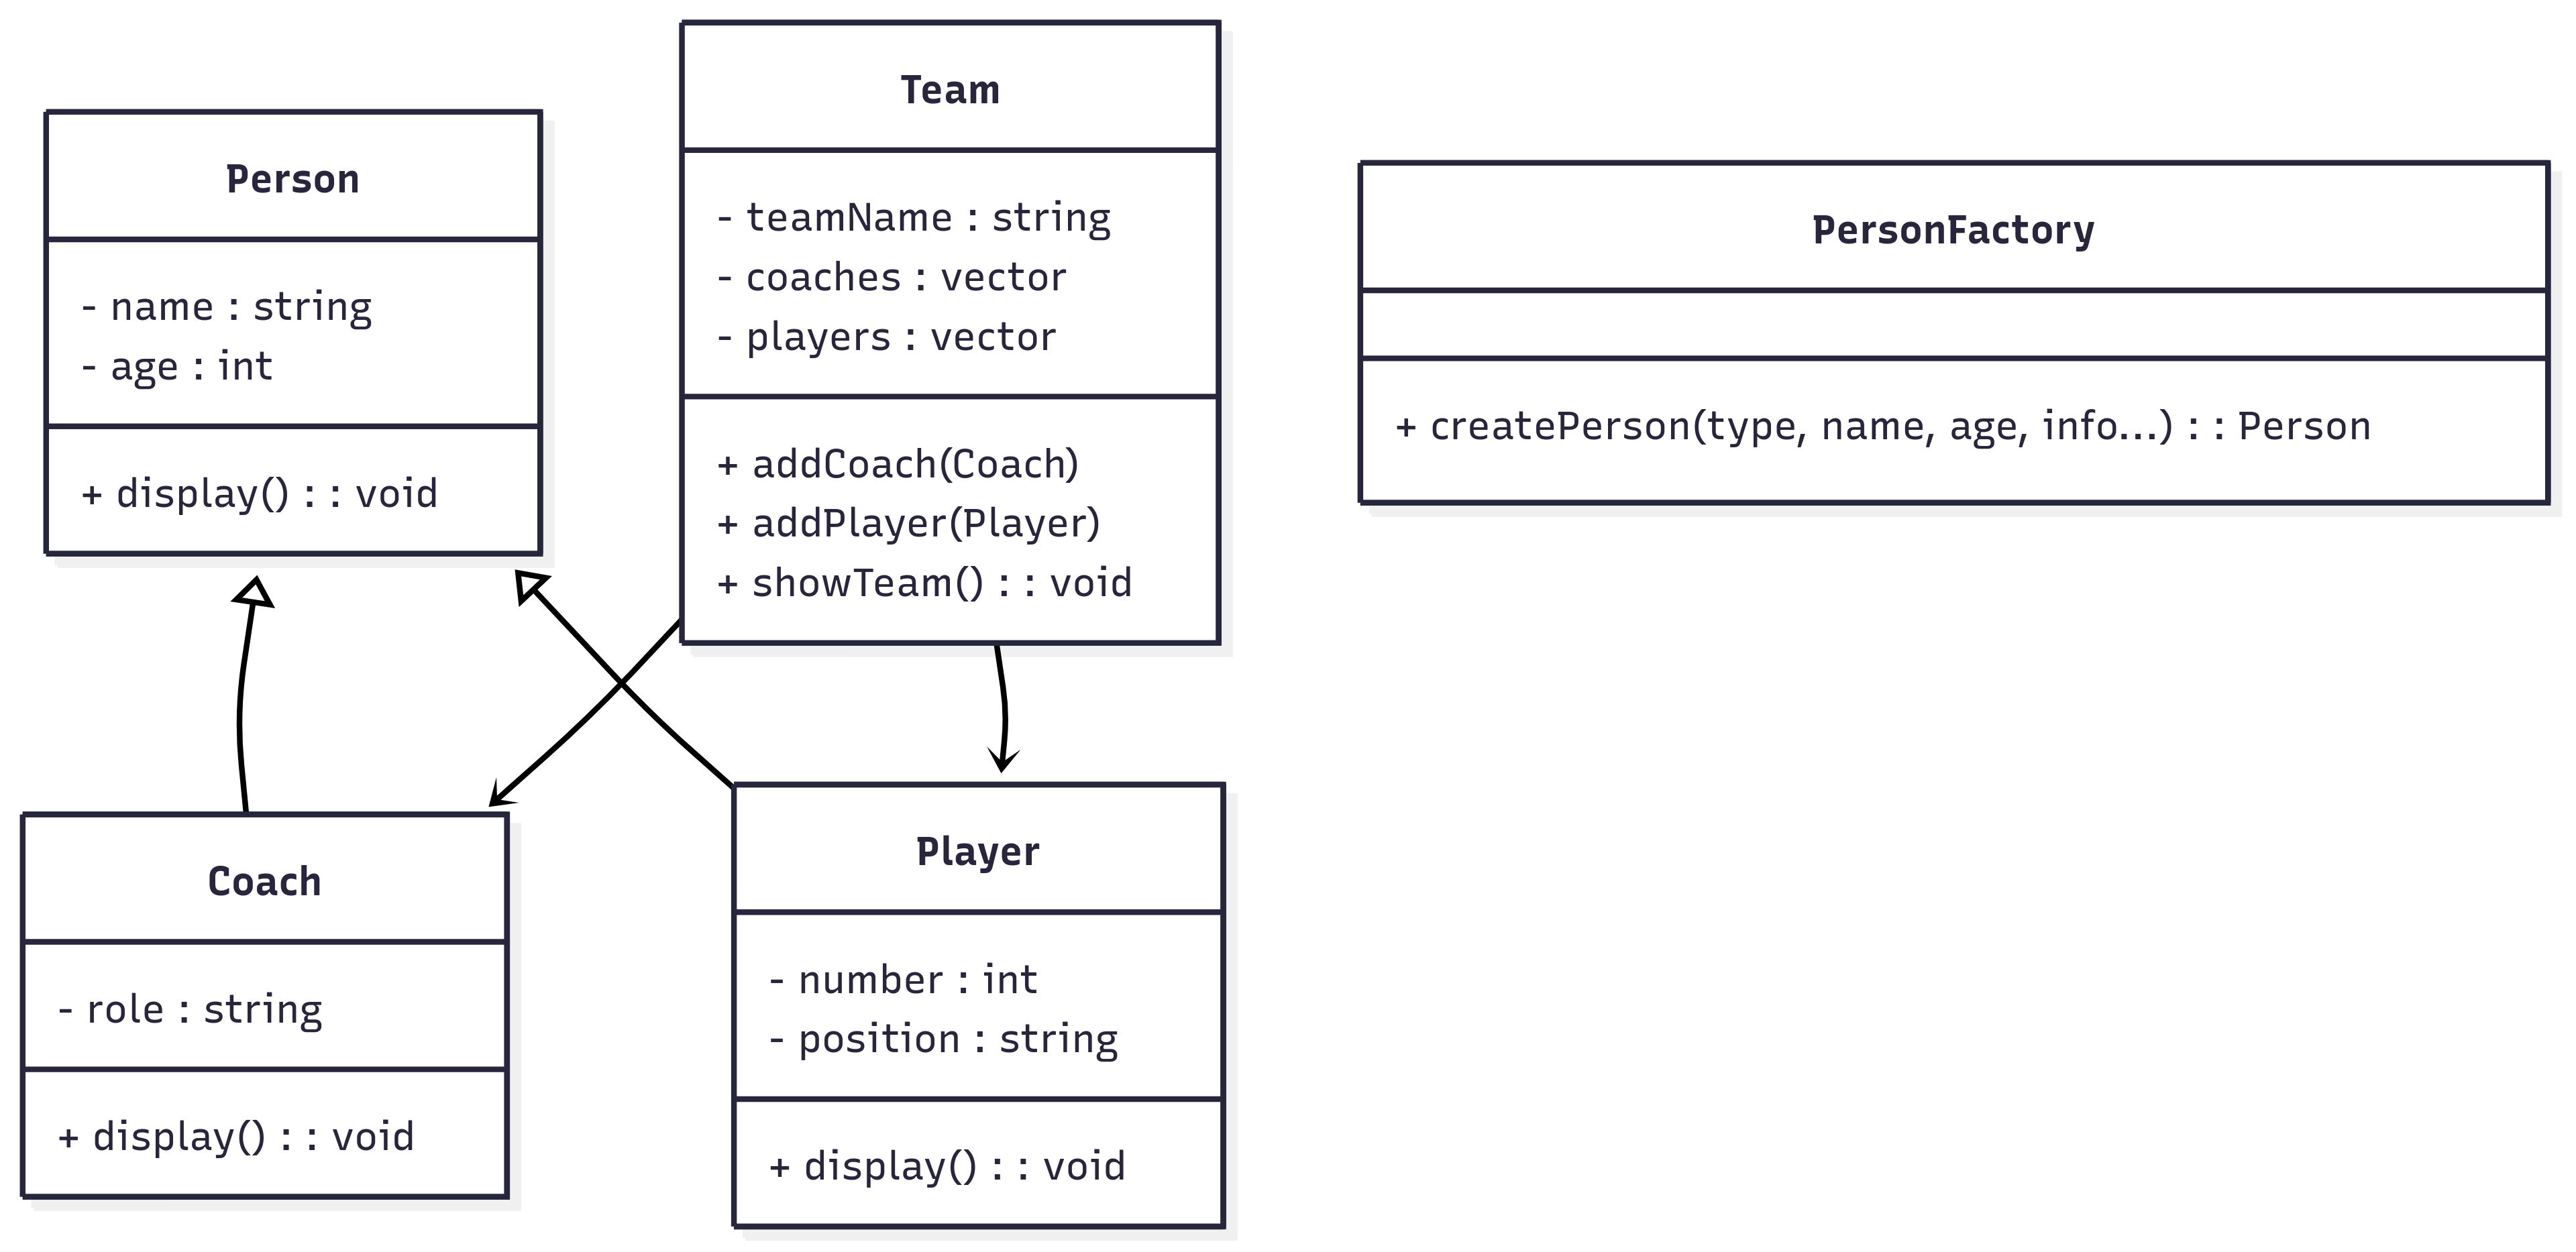 Person
- name : string
- age : int
+ display() : : void
Team
- teamName : string
- coaches : vector
- players : vector
+ addCoach(Coach)
+ addPlayer(Player)
+ showTeam() : : void
PersonFactory
+ createPerson(type, name, age, info...) : : Person
Coach
- role : string
+ display() : : void
Player
- number : int
- position : string
+ display() : : void